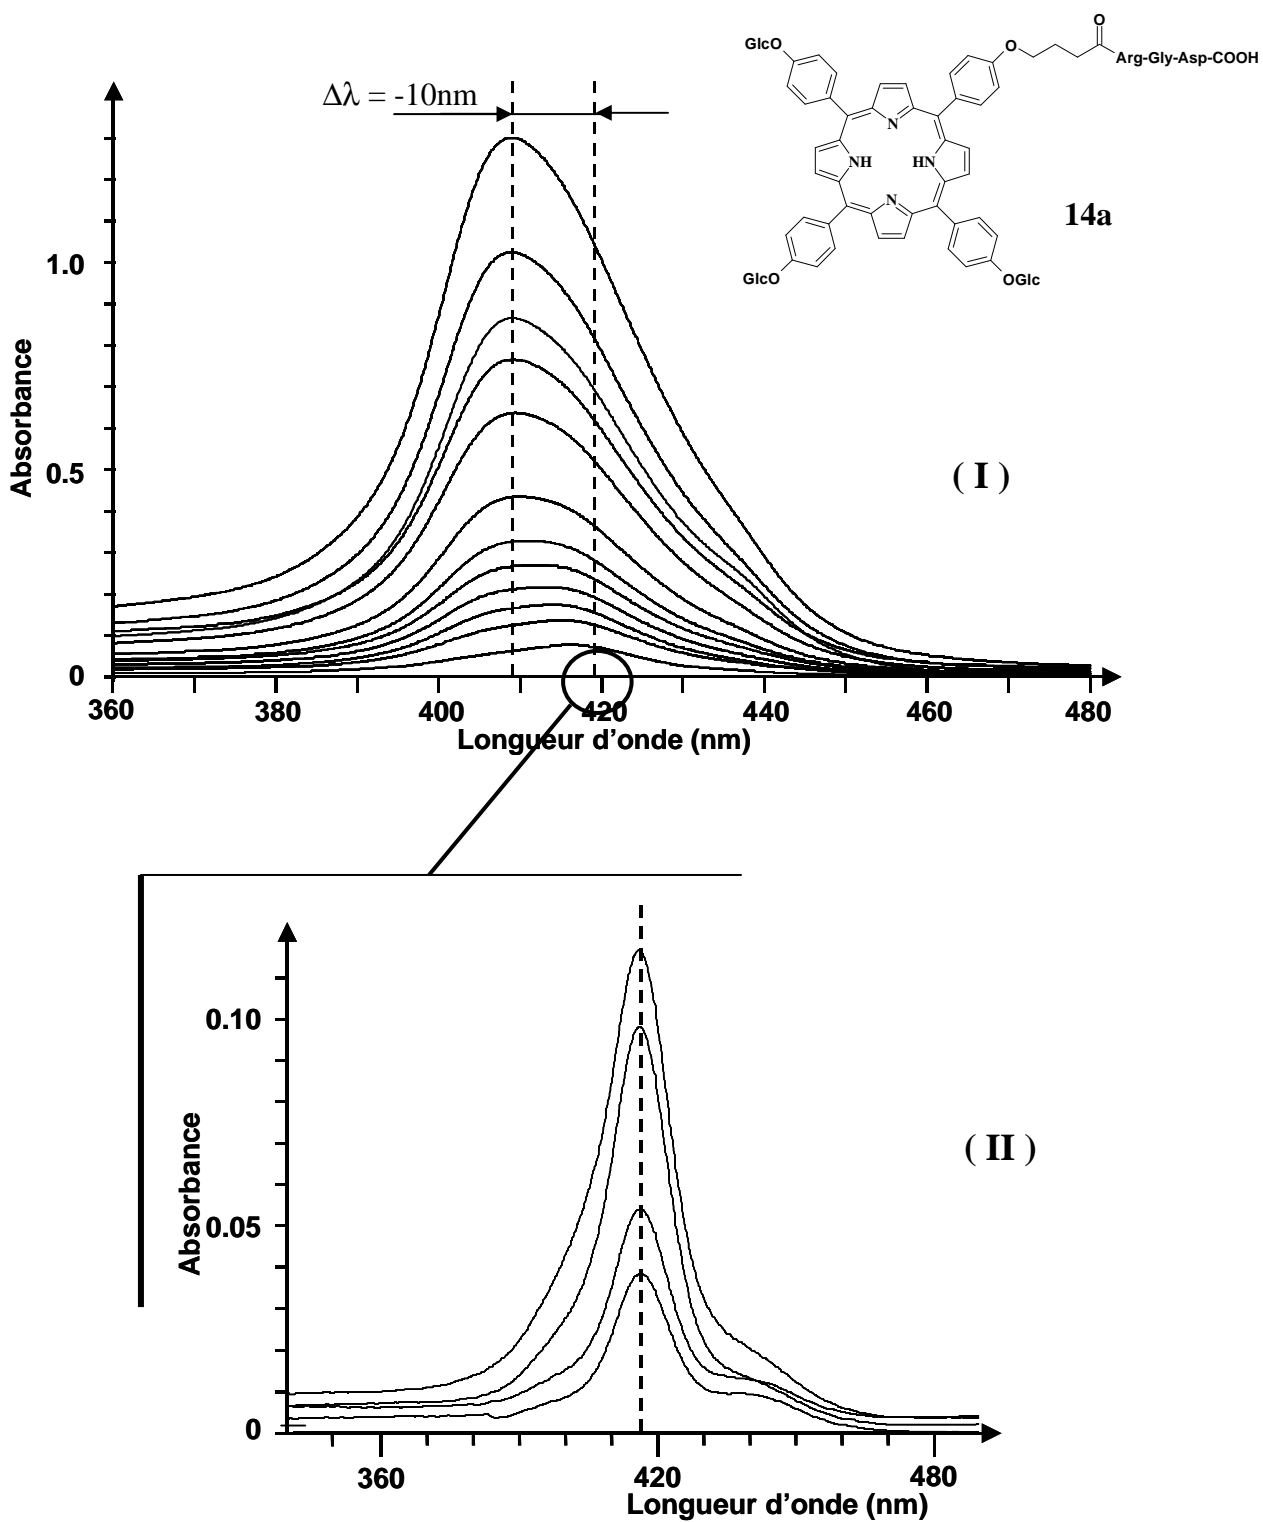 O
GlcO
O
Arg-Gly-Asp-COOH
Δλ = -10nm
N
NH
HN
N
14a
GlcO
OGlc
1.0
Absorbance
0.5
( I )
0
360
380
400
420
440
460
480
Longueur d’onde (nm)
0.10
Absorbance
0.05
( II )
0
360
420
480
Longueur d’onde (nm)